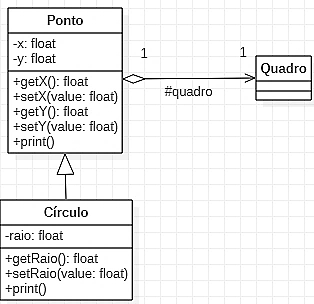 Ponto
-x: float
-y: float
+getX(): float
+setX(value: float)
+getY(): float
+setY(value: float)
+print()
1
1
#quadro
Quadro
Círculo
-raio: float
+getRaio(): float
+setRaio(value: float)
+print()